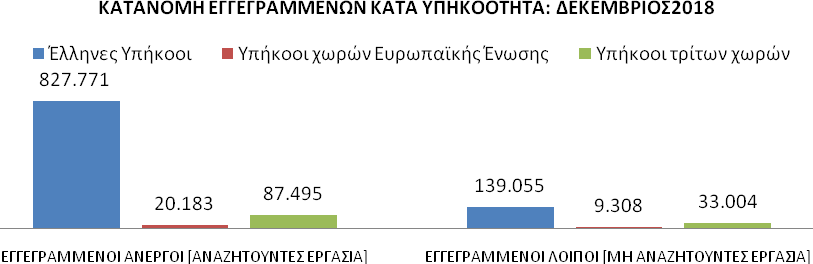 ΚΑΤΑΝΟΜΗ ΕΓΓΕΓΡΑΜΜΕΝΩΝ ΚΑΤΑ ΥΠΗΚΟΟΤΗΤΑ: ΔΕΚΕΜΒΡΙΟΣ2018
Έλληνες Υπήκοοι Υπήκοοι χωρών Ευρωπαϊκής Ένωσης Υπήκοοι τρίτων χωρών
827.771
20.183 87.495 139.055 9.308 33.004
ΕΓΓΕΓΡΑΜΜΕΝΟΙ ΑΝΕΡΓΟΙ [ΑΝΑΖΗΤΟΥΝΤΕΣ ΕΡΓΑΣΙΑ] ΕΓΓΕΓΡΑΜΜΕΝΟΙ ΛΟΙΠΟΙ [ΜΗ ΑΝΑΖΗΤΟΥΝΤΕΣ ΕΡΓΑΣΙΑ]